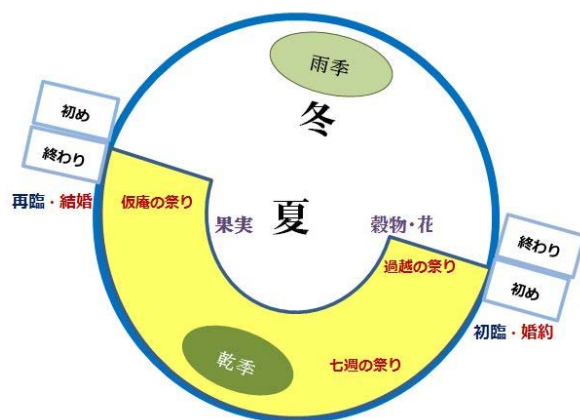 雨季
冬
初め
終わり
再臨・結婚
仮庵の祭り
果実
夏
穀物・花
過越の祭り
終わり
初め
初臨・婚約
乾季
七週の祭り